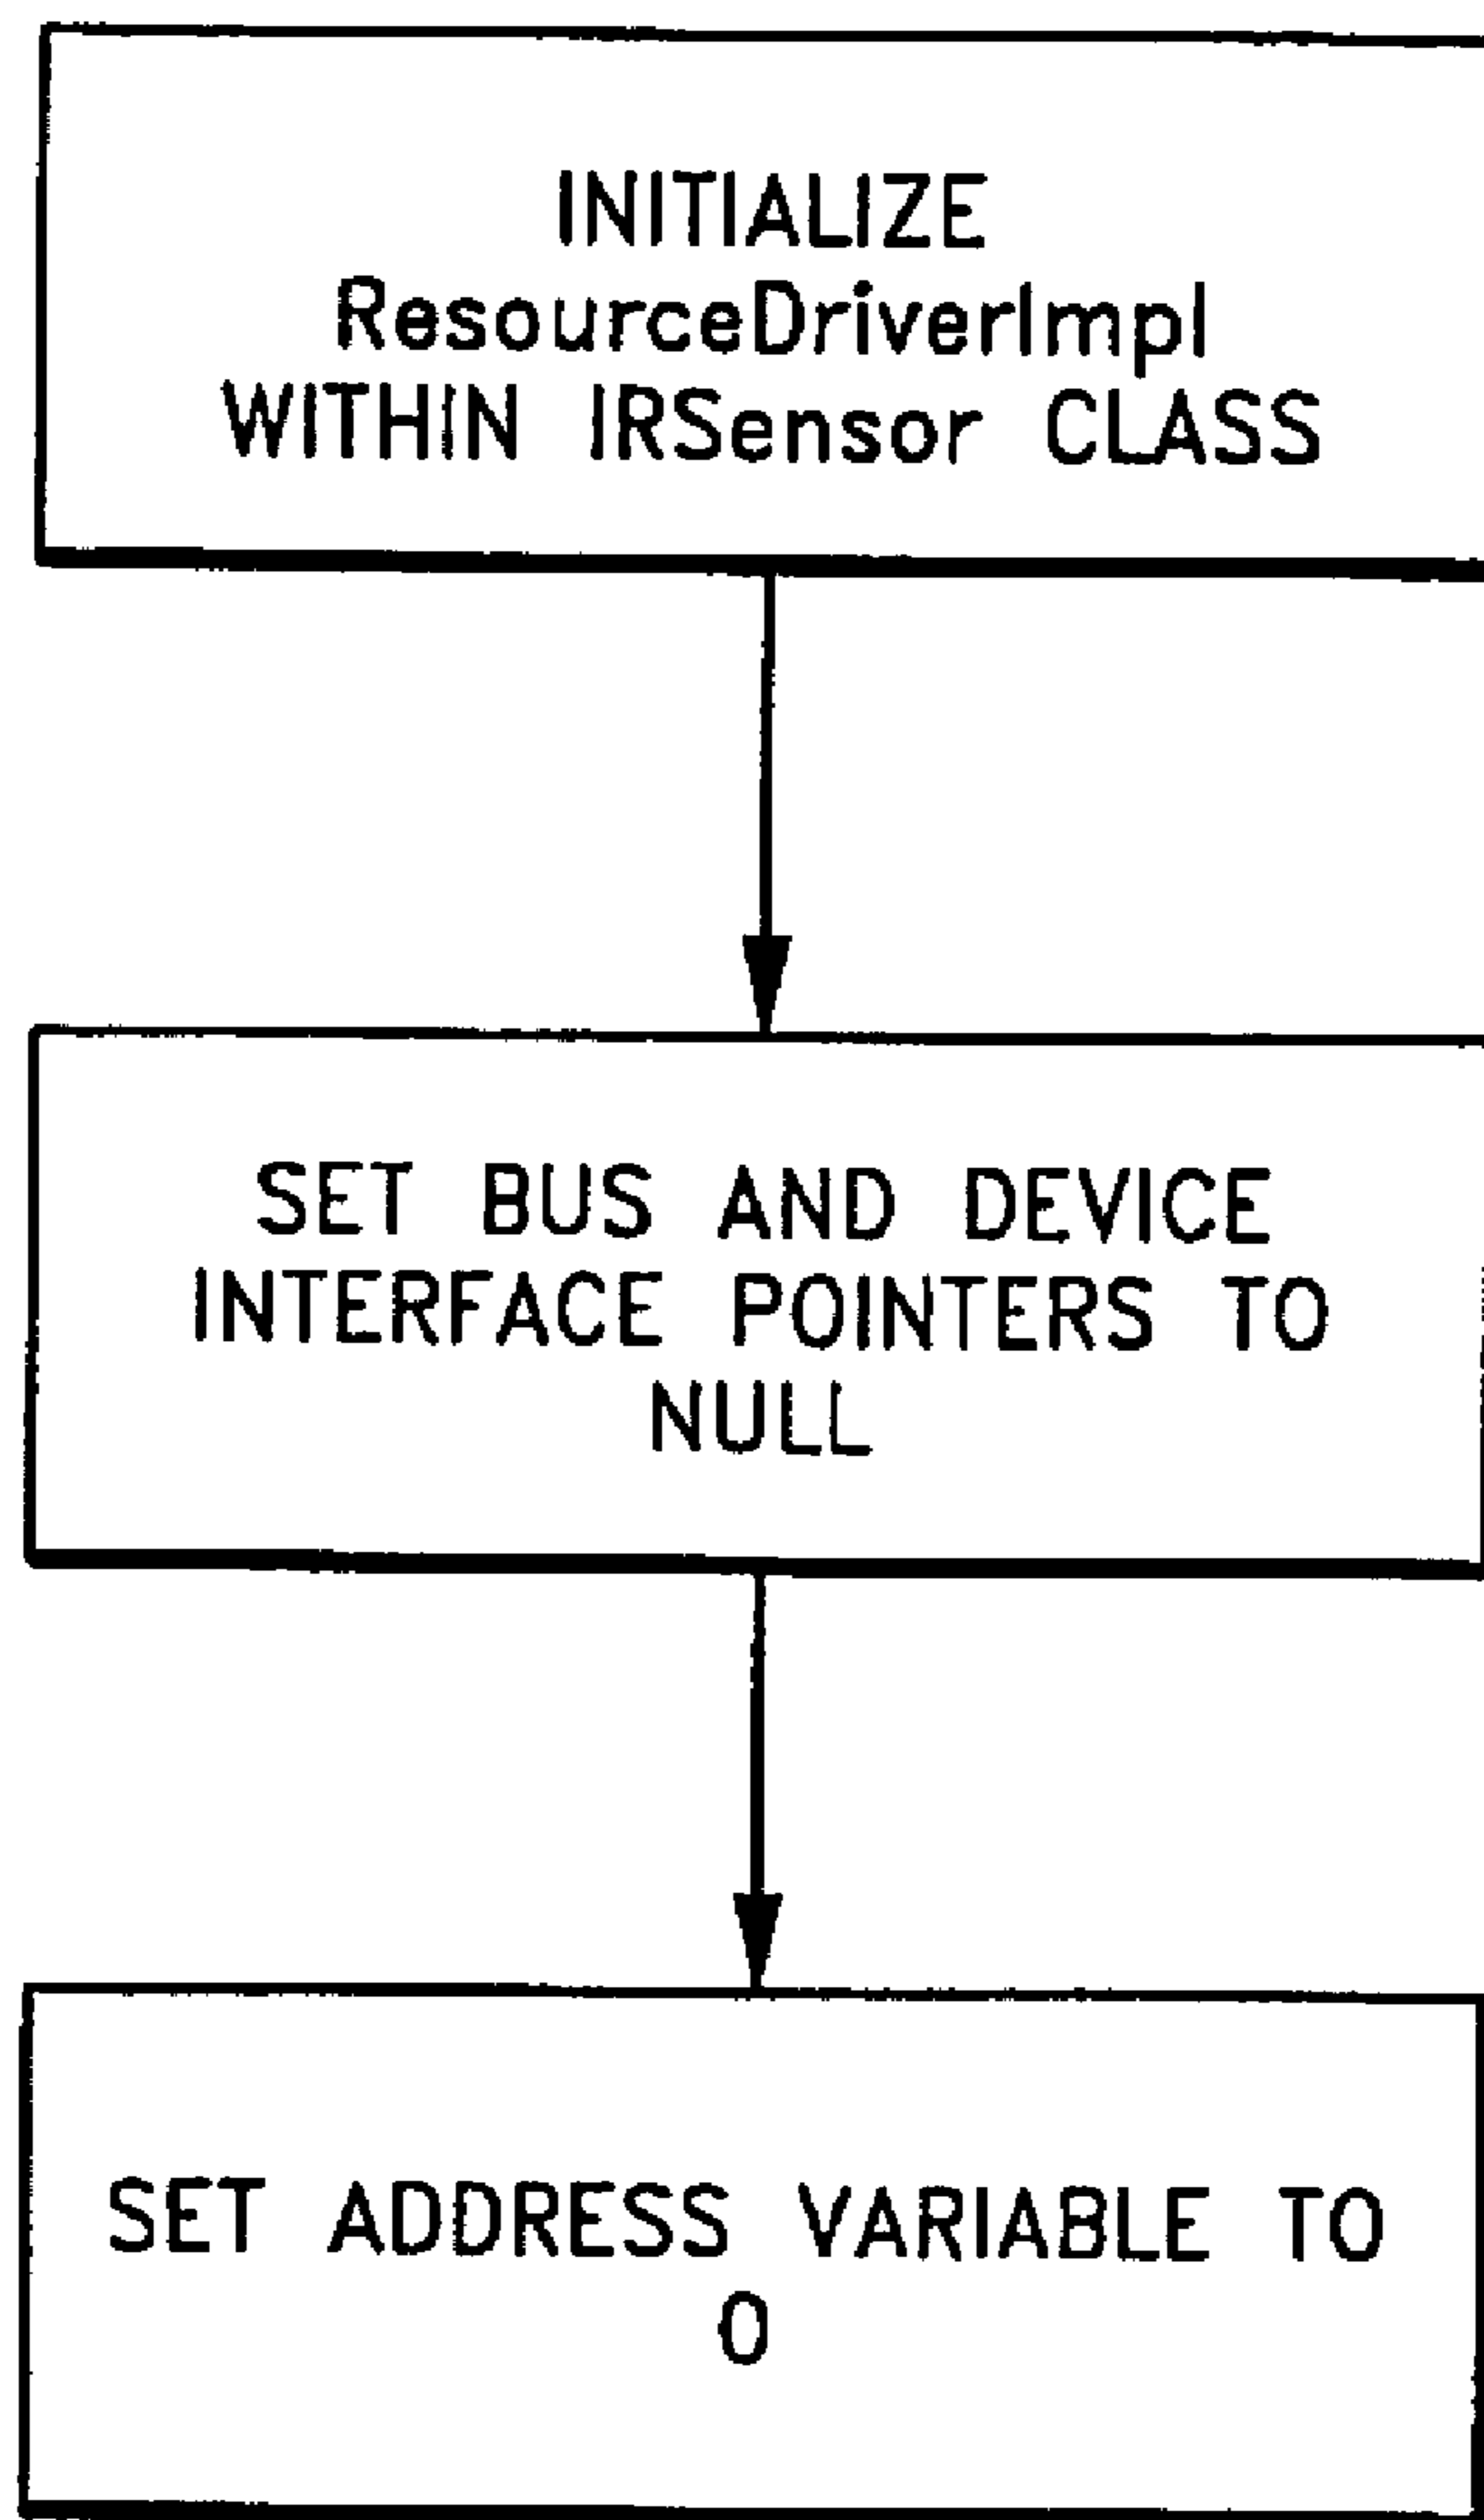 INITIALIZE
ResourceDriverImpl
WITHIN IRSensor CLASS
SET BUS AND DEVICE
INTERFACE POINTERS TO
NULL
SET ADDRESS VARIABLE TO
0